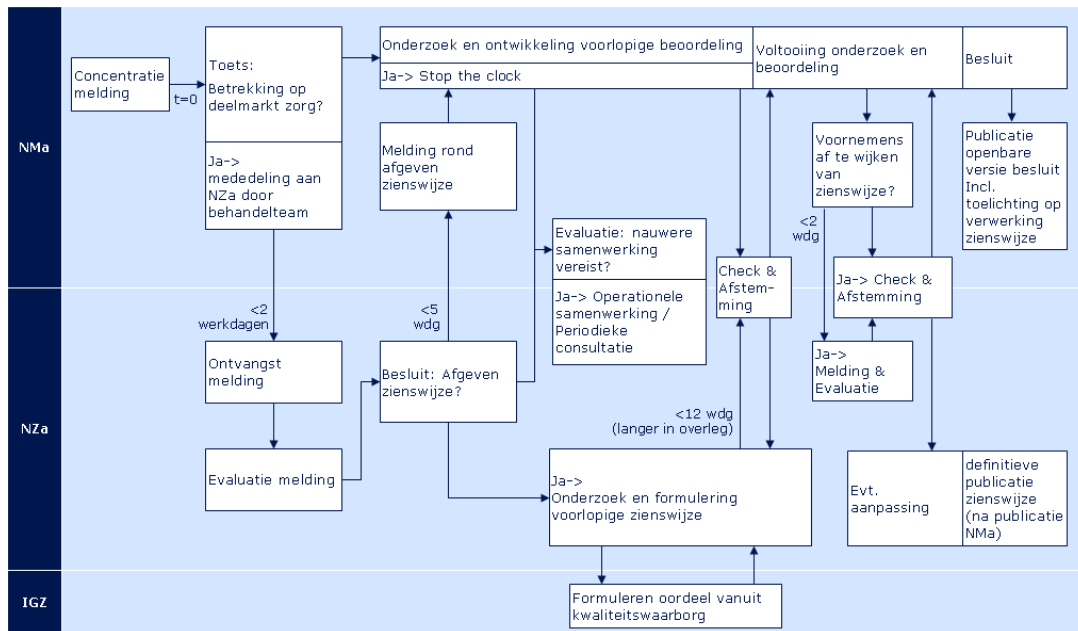 NMa
Concentratie
melding
t=0
Toets:
Betrekking op
deelmarkt zorg?
Ja->
mededeling aan
NZa door
behandelteam
Onderzoek en ontwikkeling voorlopige beoordeling
Ja-> Stop the clock
Voltooiing onderzoek en
beoordeling
Besluit
Melding rond
afgeven
zienswijze
Voornemens
af te wijken
van
zienswijze?
Publicatie
openbare
versie besluit
Incl.
toelichting op
verwerking
zienswijze
Evaluatie: nauwere
samenwerking
vereist?
Ja-> Operationele
samenwerking /
Periodieke
consultatie
Check &
Afstem-
ming
<2
wdg
Ja-> Check &
Afstemming
NZa
<2
werkdagen
<5
wdg
Ontvangst
melding
Besluit: Afgeven
zienswijze?
Ja->
Melding &
Evaluatie
<12 wdg
(langer in overleg)
Evaluatie melding
Ja->
Onderzoek en formulering
voorlopige zienswijze
Evt.
aanpassing
definitieve
publicatie
zienswijze
(na publicatie
NMa)
IGZ
Formuleren oordeel vanuit
kwaliteitswaarborg